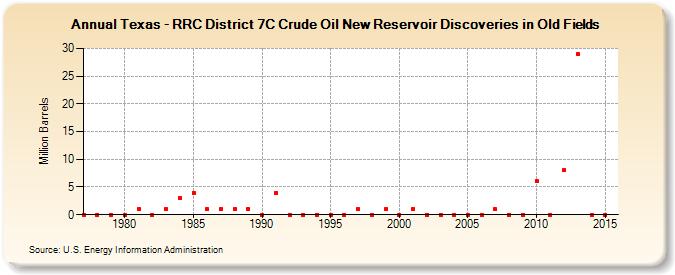 Annual Texas - RRC District 7C Crude Oil New Reservoir Discoveries in Old Fields
Million Barrels
30
25
20
15
10
5
0
1980 1985 1990 1995 2000 2005 2010 2015
Source: U.S. Energy Information Administration